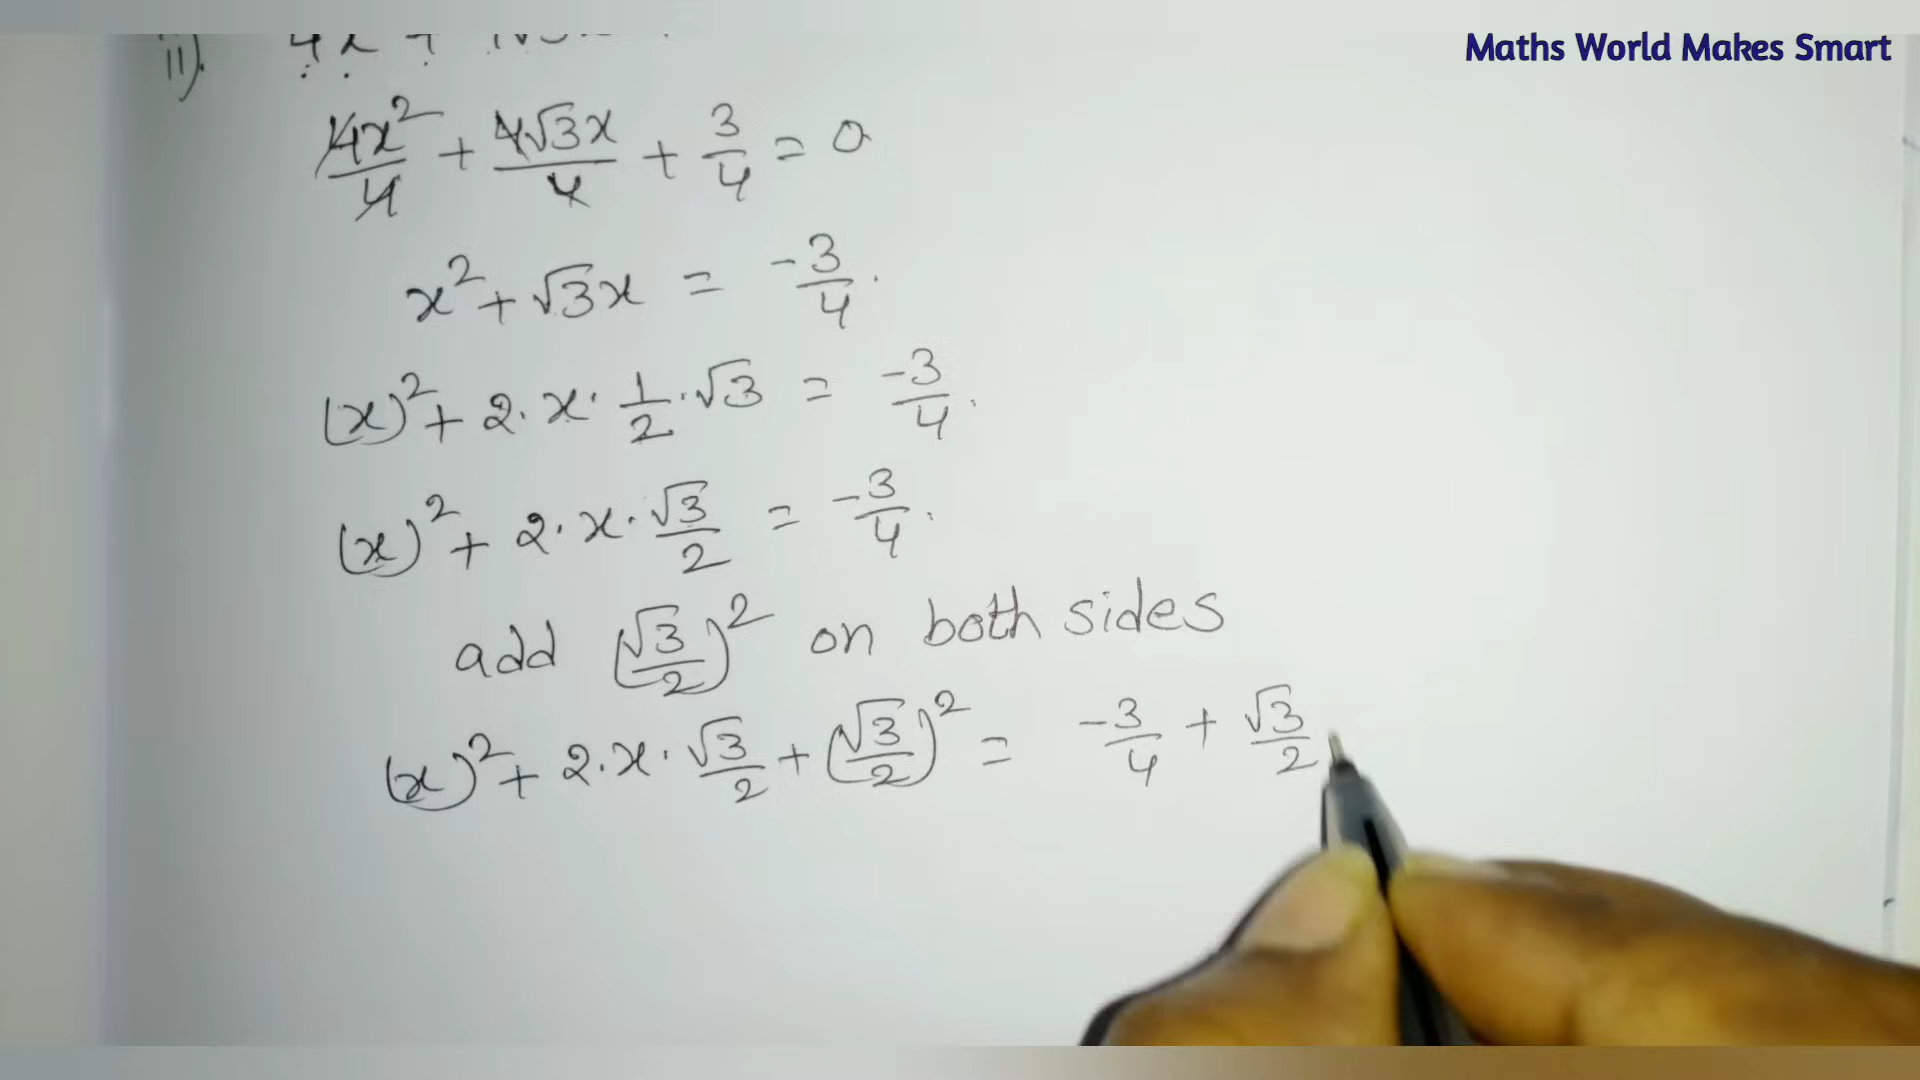 Maths World Makes Smart
ii).
4x²/4 + 4√3x/4 + 3/4 = 0
x² + √3x = -3/4.
(x)² + 2·x·1/2·√3 = -3/4.
(x)² + 2·x·√3/2 = -3/4.
add (√3/2)² on both sides
(x)² + 2·x·√3/2 + (√3/2)² = -3/4 + √3/2